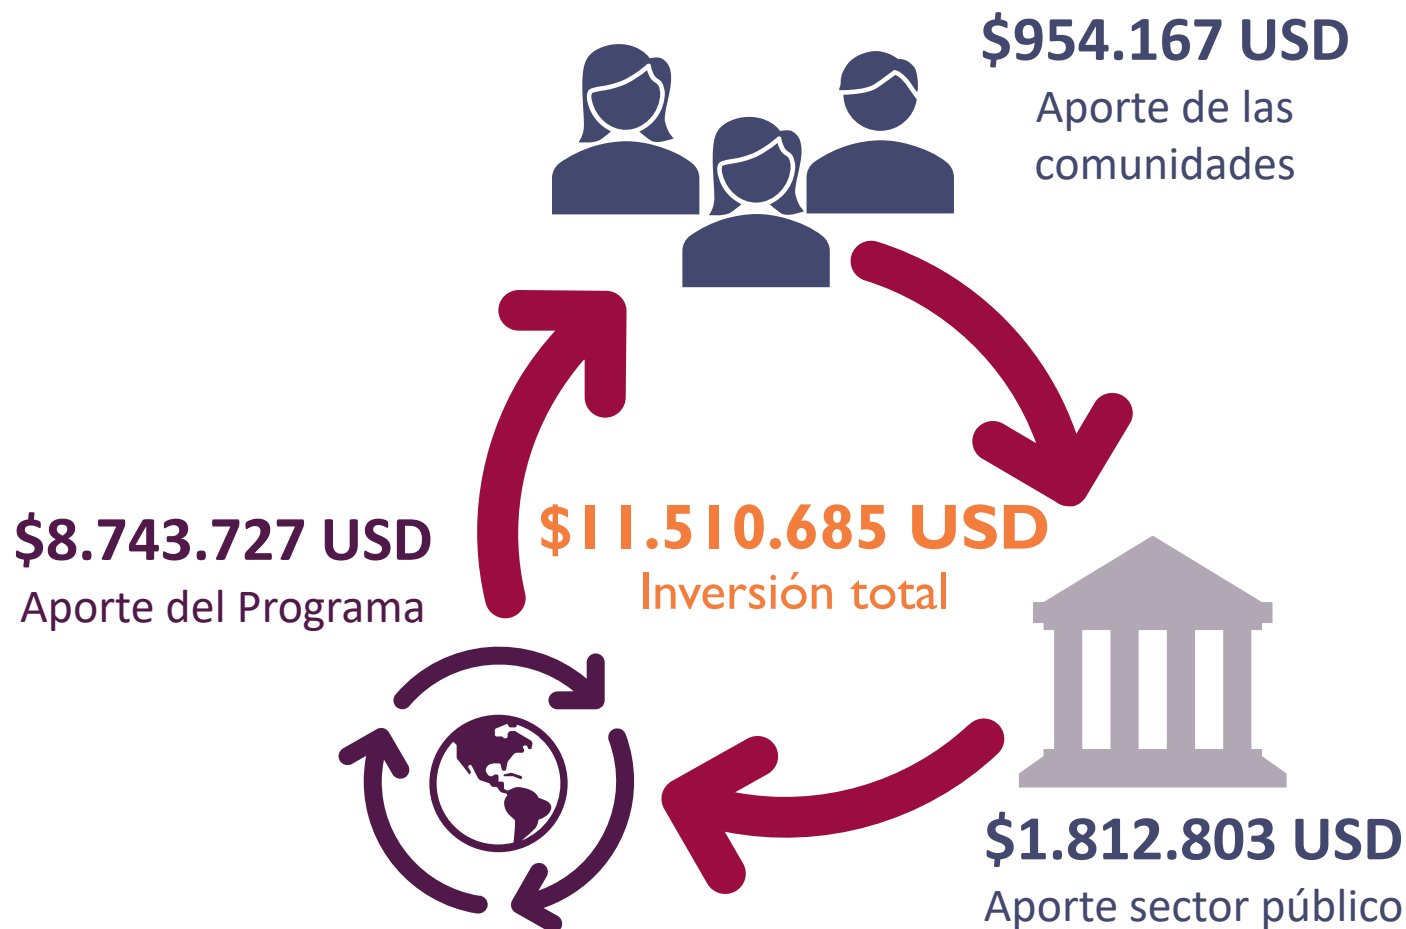 $954.167 USD
Aporte de las
comunidades
$8.743.727 USD
Aporte del Programa
$11.510.685 USD
Inversión total
$1.812.803 USD
Aporte sector público